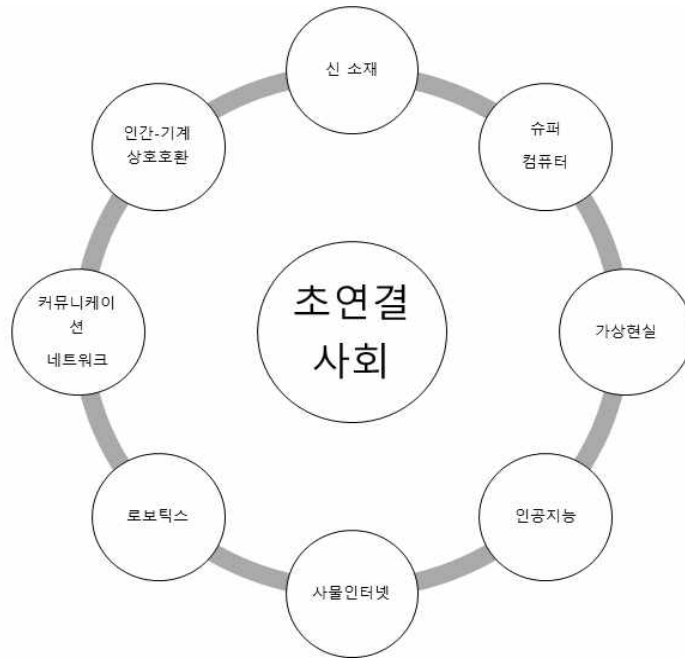 신 소재
슈퍼
컴퓨터
가상현실
인공지능
사물인터넷
로보틱스
커뮤니케이
션
네트워크
인간-기계
상호호환
초연결
사회